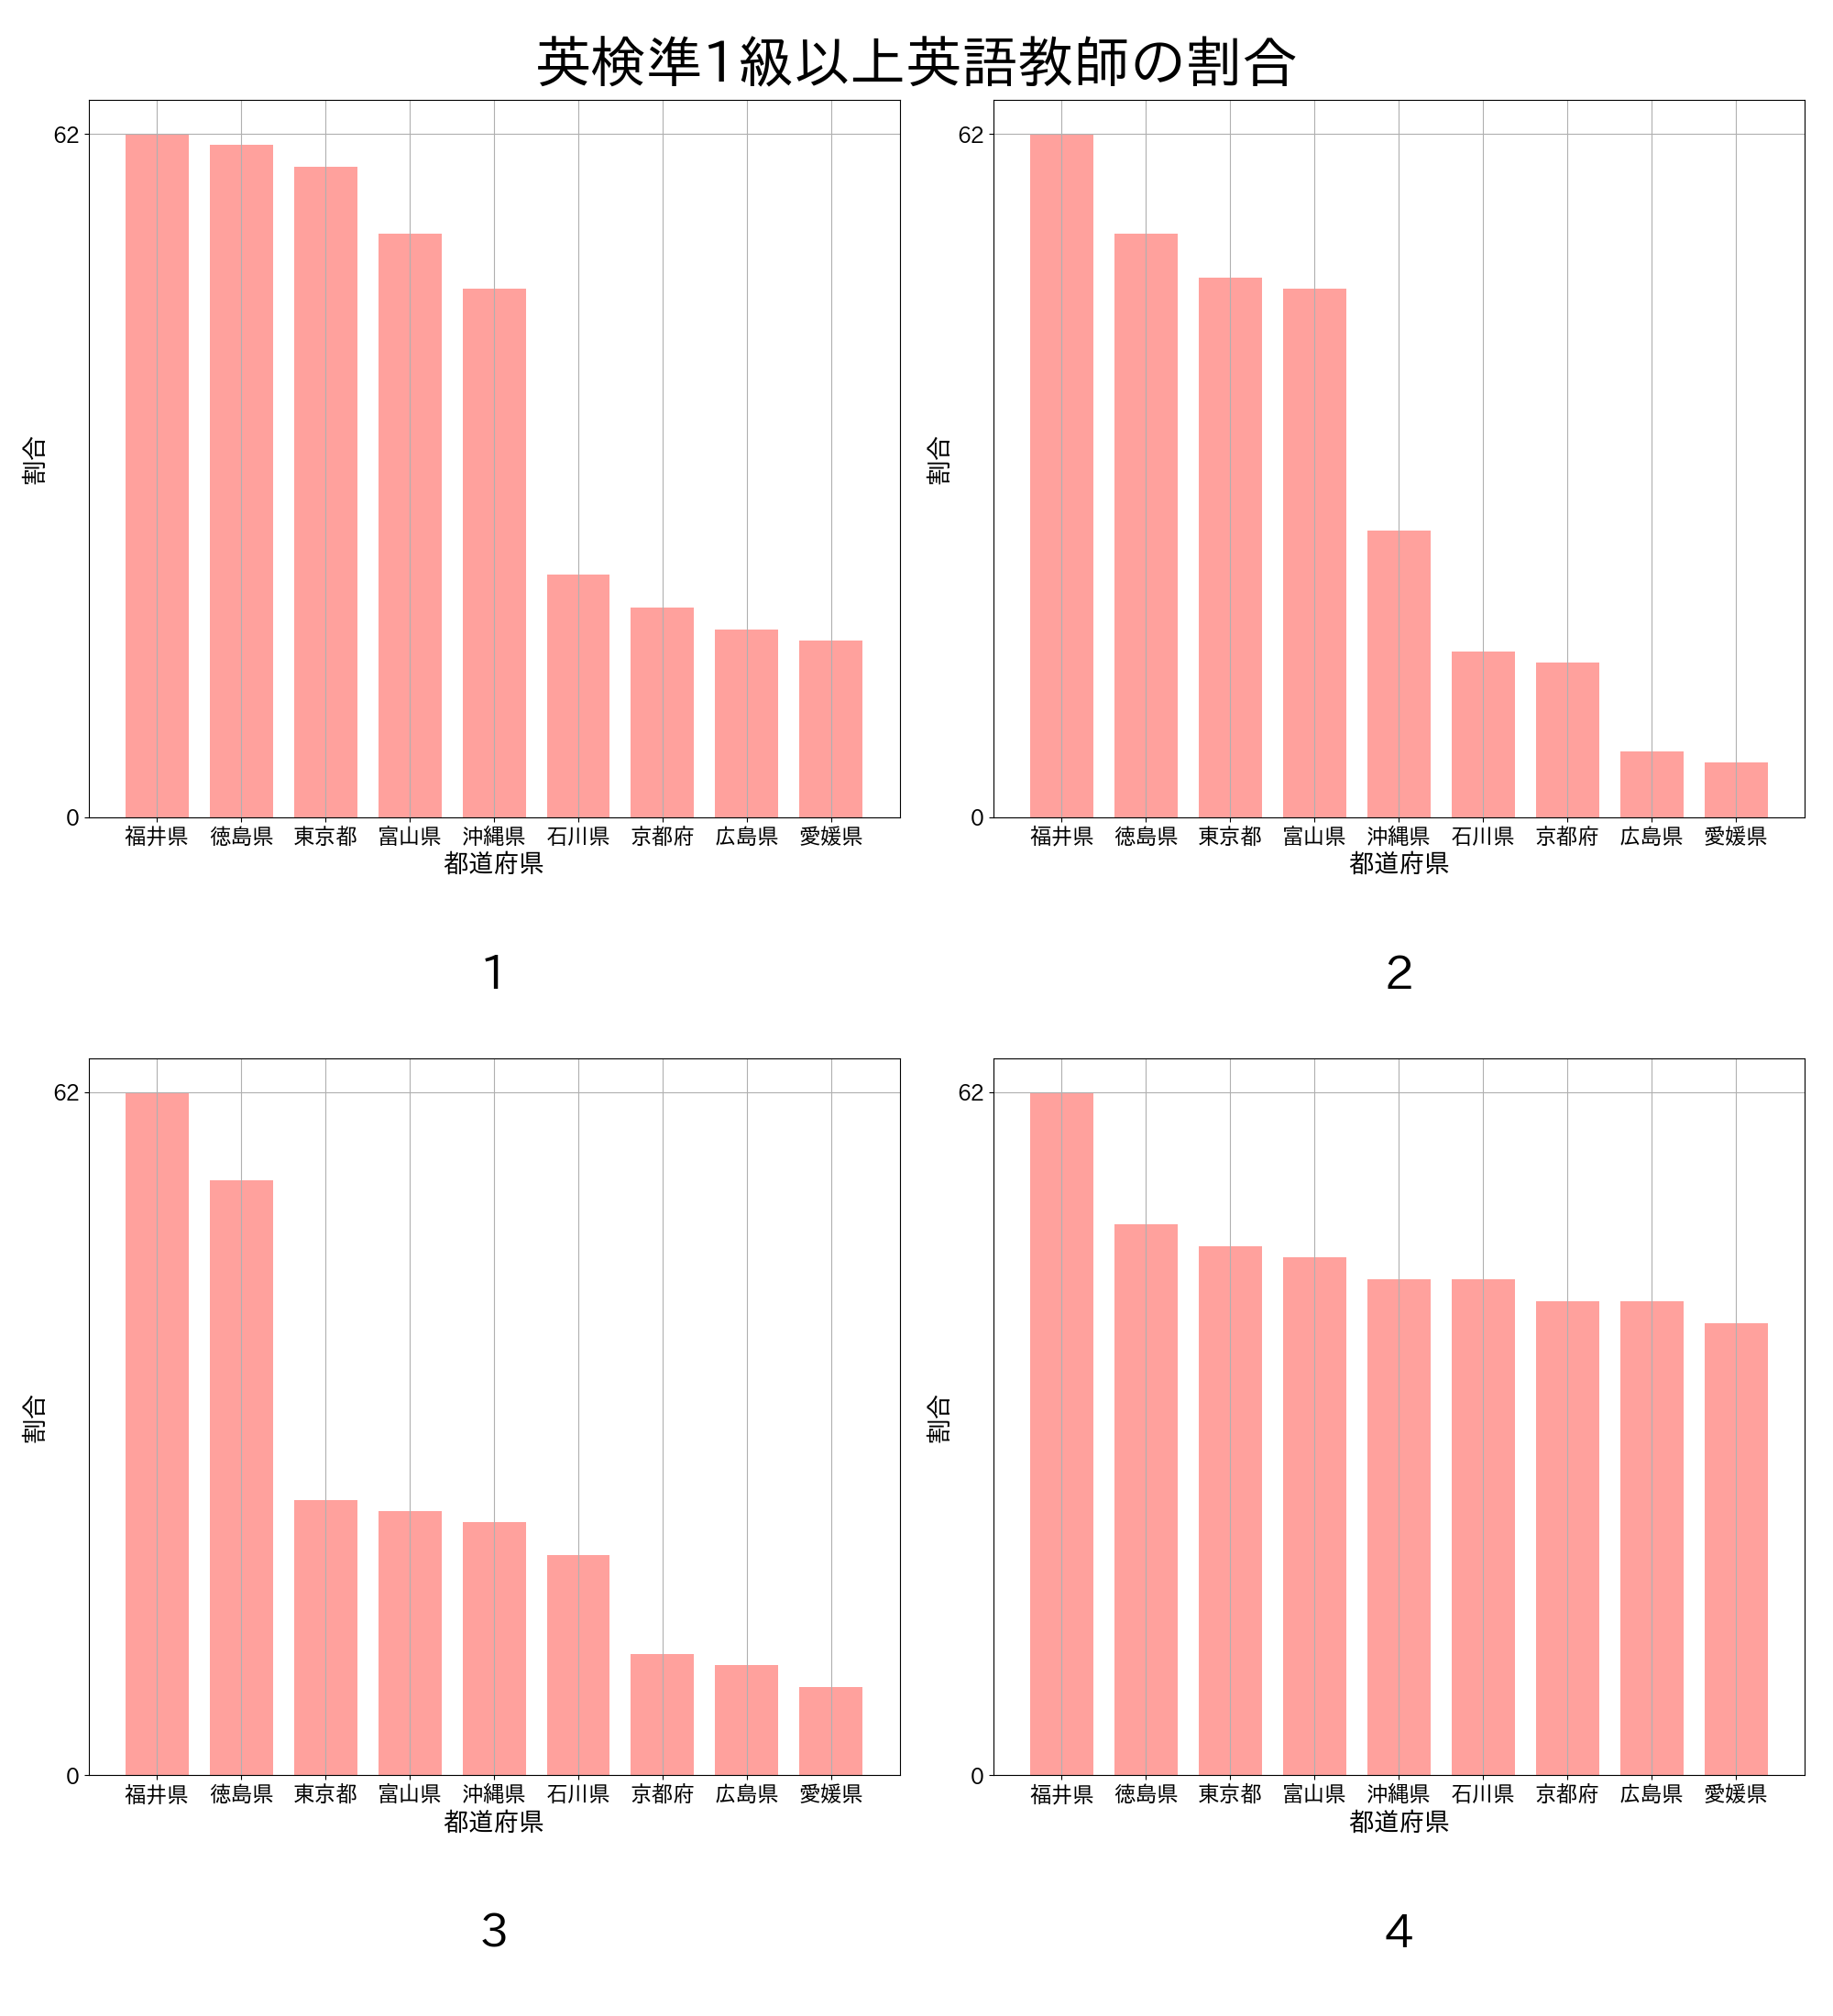 英検準1級以上英語教師の割合
62
0
割合
福井県 徳島県 東京都 富山県 沖縄県 石川県 京都府 広島県 愛媛県
都道府県
1
62
0
割合
福井県 徳島県 東京都 富山県 沖縄県 石川県 京都府 広島県 愛媛県
都道府県
2
62
0
割合
福井県 徳島県 東京都 富山県 沖縄県 石川県 京都府 広島県 愛媛県
都道府県
3
62
0
割合
福井県 徳島県 東京都 富山県 沖縄県 石川県 京都府 広島県 愛媛県
都道府県
4